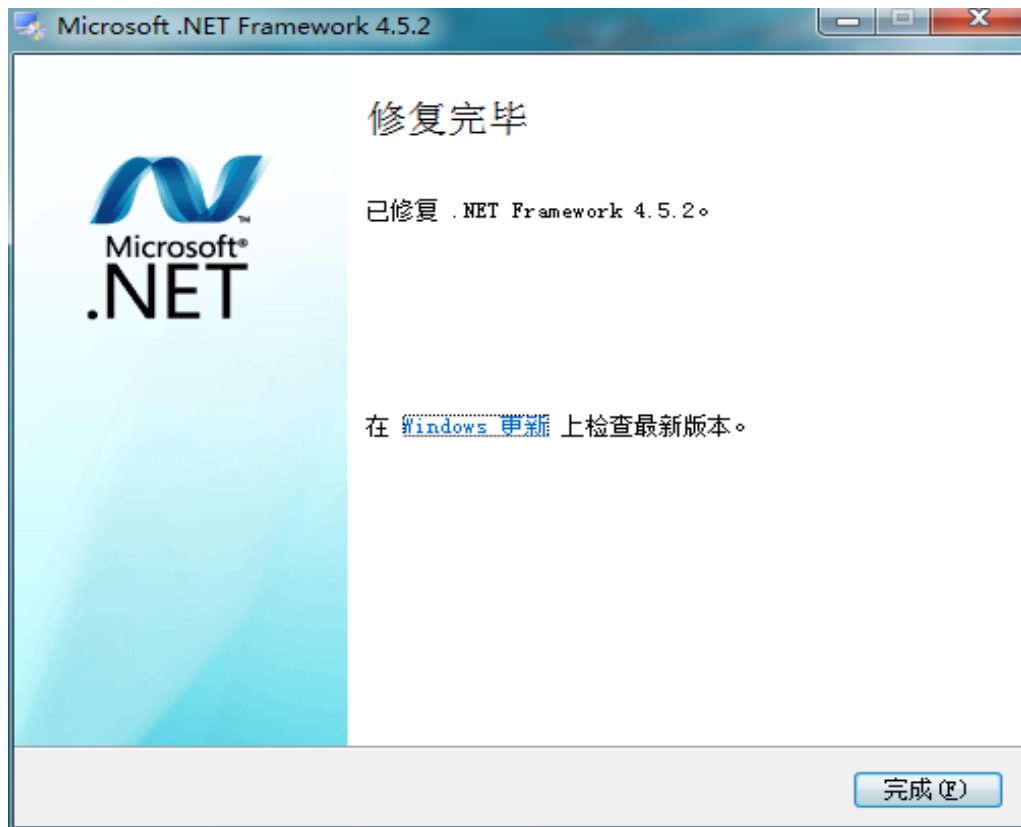 Microsoft .NET Framework 4.5.2
修复完毕
已修复 .NET Framework 4.5.2。
Microsoft®
.NET
TM
在 Windows 更新 上检查最新版本。
完成(F)